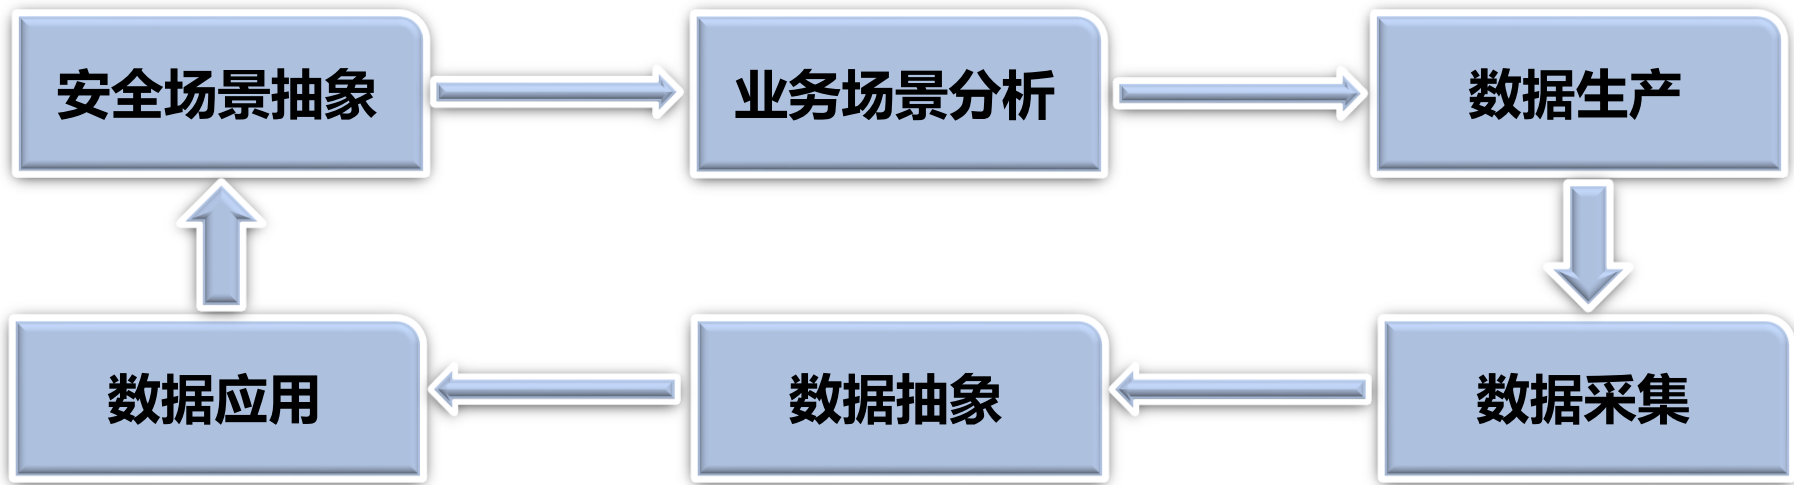 安全场景抽象
业务场景分析
数据生产
数据应用
数据抽象
数据采集